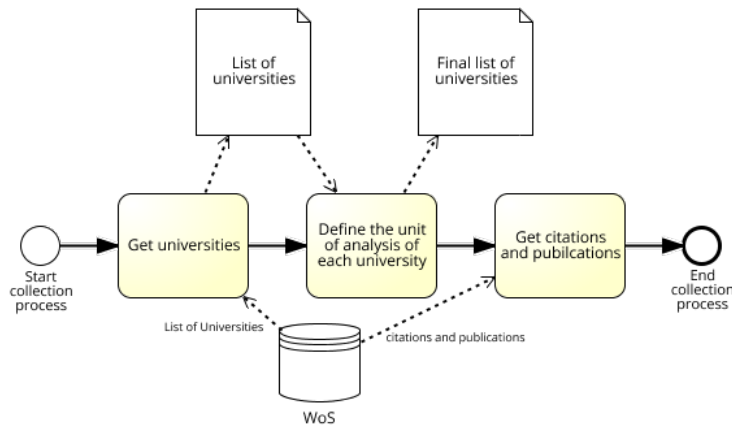 List of
universities
Final list of
universities
Get universities
Define the unit
of analysis of
each university
Get citations
and pubilcations
Start
collection
process
End
collection
process
List of Universities
citations and publications
WoS